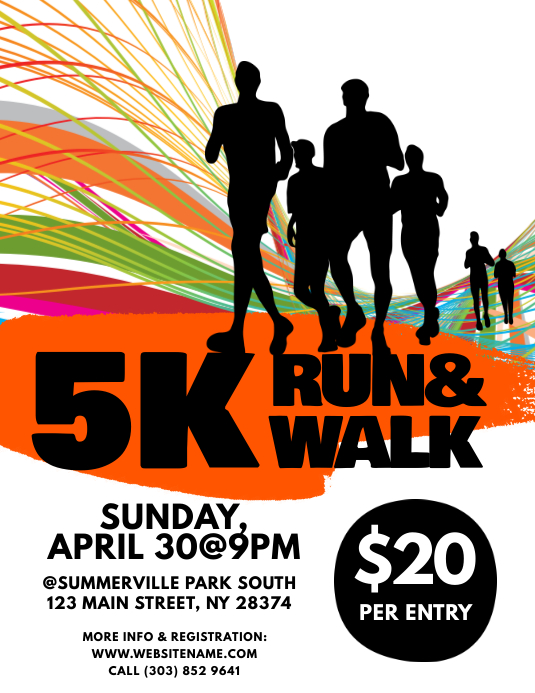 5K RUN&
WALK
SUNDAY,
APRIL 30@9PM
@SUMMERVILLE PARK SOUTH
123 MAIN STREET, NY 28374
$20
PER ENTRY
MORE INFO & REGISTRATION:
WWW.WEBSITENAME.COM
CALL (303) 852 9641